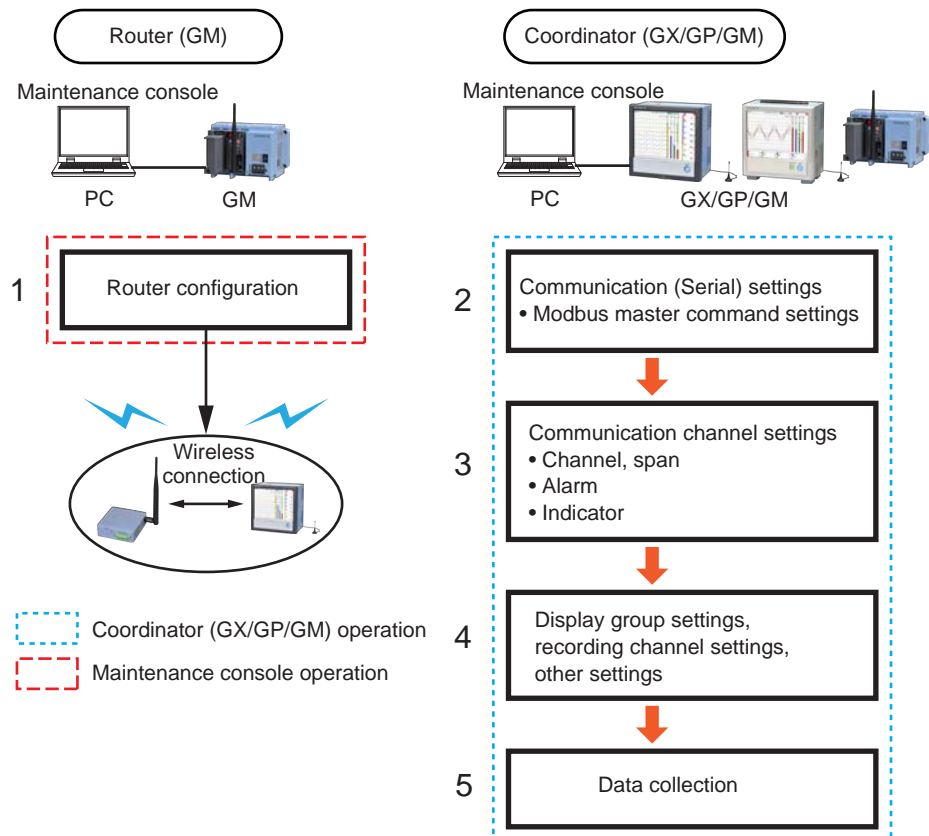 Router (GM)
Coordinator (GX/GP/GM)
Maintenance console
PC
GM
Maintenance console
PC
GX/GP/GM
1
Router configuration
Wireless
connection
Coordinator (GX/GP/GM) operation
Maintenance console operation
2
Communication (Serial) settings
• Modbus master command settings
3
Communication channel settings
• Channel, span
• Alarm
• Indicator
4
Display group settings,
recording channel settings,
other settings
5
Data collection